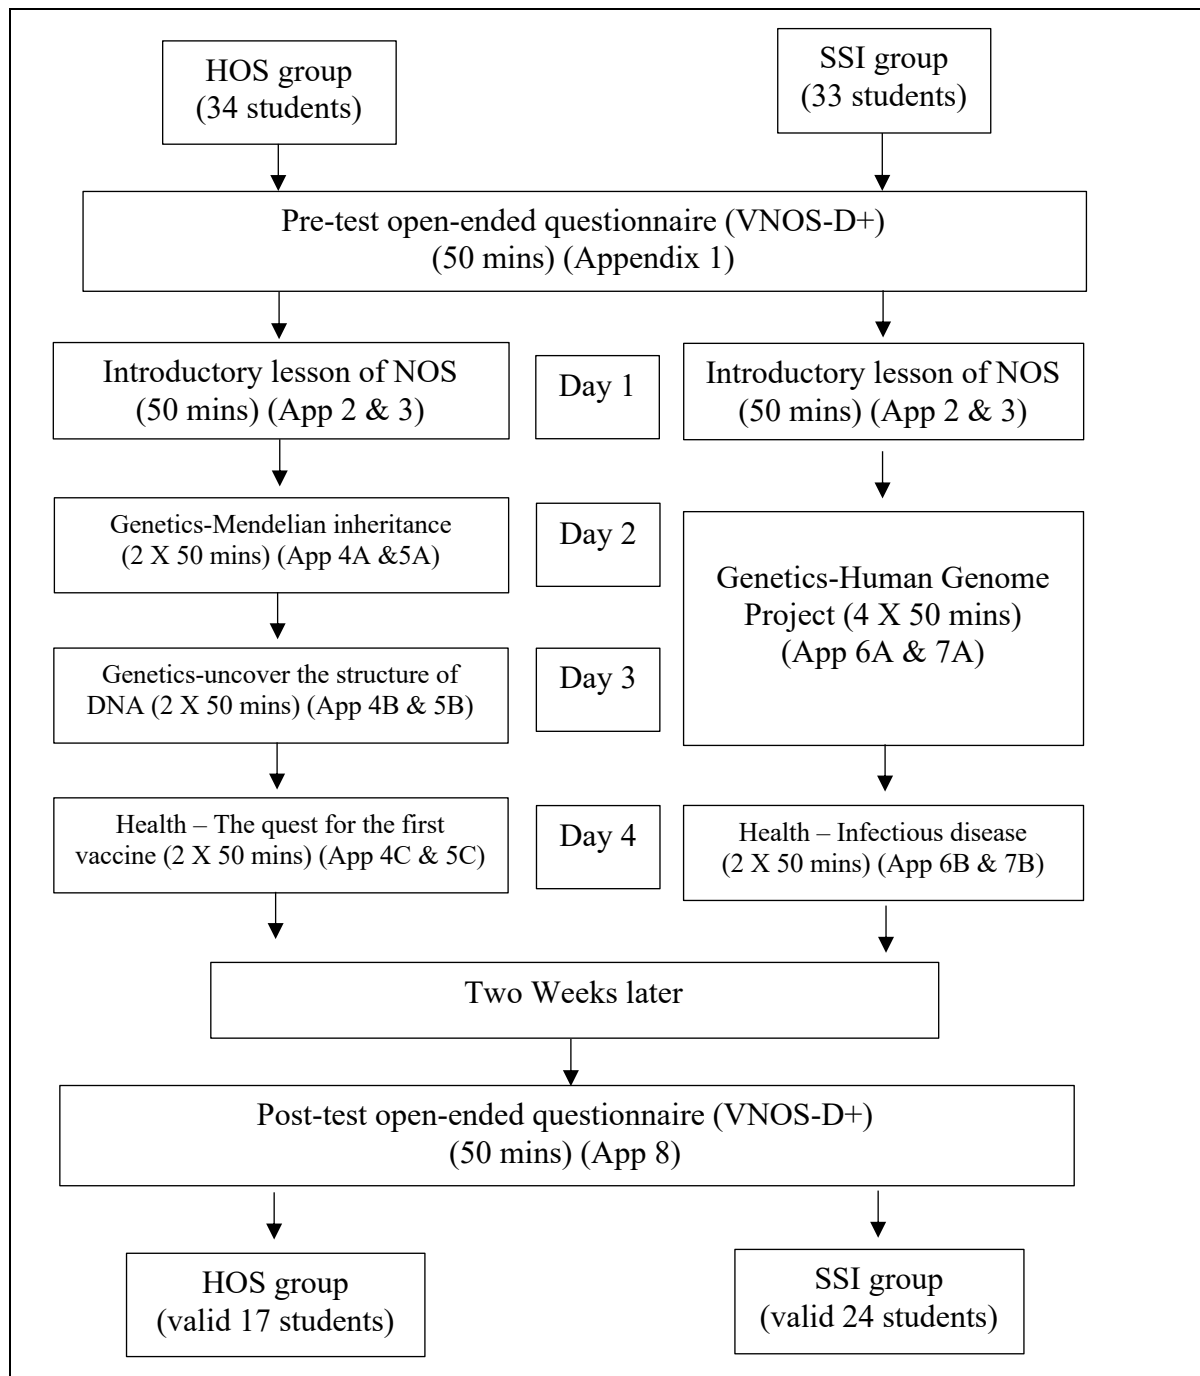 HOS group
(34 students)
SSI group
(33 students)
Pre-test open-ended questionnaire (VNOS-D+)
(50 mins) (Appendix 1)
Introductory lesson of NOS
(50 mins) (App 2 & 3)
Day 1
Introductory lesson of NOS
(50 mins) (App 2 & 3)
Genetics-Mendelian inheritance
(2 X 50 mins) (App 4A &5A)
Day 2
Genetics-Human Genome
Project (4 X 50 mins)
(App 6A & 7A)
Genetics-uncover the structure of
DNA (2 X 50 mins) (App 4B & 5B)
Day 3
Health – The quest for the first
vaccine (2 X 50 mins) (App 4C & 5C)
Day 4
Health – Infectious disease
(2 X 50 mins) (App 6B & 7B)
Two Weeks later
Post-test open-ended questionnaire (VNOS-D+)
(50 mins) (App 8)
HOS group
(valid 17 students)
SSI group
(valid 24 students)